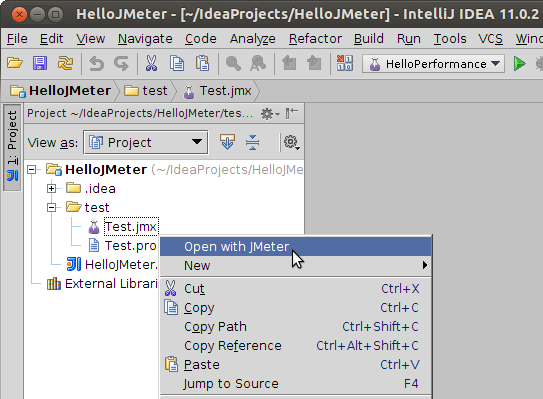 HelloJMeter - [~/IdeaProjects/HelloJMeter] - IntelliJ IDEA 11.0.2
File Edit View Navigate Code Analyze Refactor Build Run Tools VCS Window
HelloPerformance
HelloJMeter test Test.jmx
1: Project
Project ~/IdeaProjects/HelloJMeter/tes...
View as: Project
HelloJMeter (~/IdeaProjects/HelloJMe
.idea
test
Test.jmx
Test.pro
HelloJMeter.
External Librari
Open with JMeter
New
Cut Ctrl+X
Copy Ctrl+C
Copy Path Ctrl+Shift+C
Copy Reference Ctrl+Alt+Shift+C
Paste Ctrl+V
Jump to Source F4